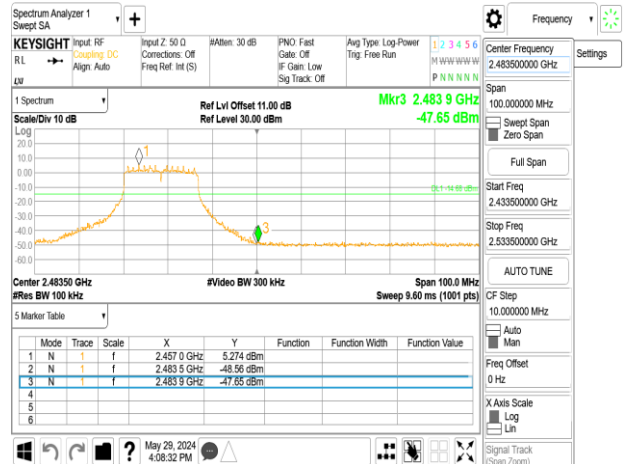 Spectrum Analyzer 1
Swept SA
+
Frequency
KEYSIGHT
Input: RF
Coupling: DC
Align: Auto
Input Z: 50 Ω
Corrections: Off
Freq Ref: Int (S)
#Atten: 30 dB
PNO: Fast
Gate: Off
IF Gain: Low
Sig Track: Off
Avg Type: Log-Power
Trig: Free Run
1 2 3 4 5 6
M W W W W W
P N N N N N
RL
LXI
Settings
Center Frequency
2.483500000 GHz
Span
100.000000 MHz
Swept Span
Zero Span
Full Span
Start Freq
2.433500000 GHz
Stop Freq
2.533500000 GHz
AUTO TUNE
CF Step
10.000000 MHz
Auto
Man
Freq Offset
0 Hz
X Axis Scale
Log
Lin
Signal Track
(Span Zoom)
1 Spectrum
Scale/Div 10 dB
Log
Ref Lvl Offset 11.00 dB
Ref Level 30.00 dBm
Mkr3 2.483 9 GHz
-47.65 dBm
20.0
10.0
0.00
-10.0
-20.0
-30.0
-40.0
-50.0
-60.0
1
3
Center 2.48350 GHz
#Res BW 100 kHz
#Video BW 300 kHz
Span 100.0 MHz
Sweep 9.60 ms (1001 pts)
5 Marker Table
Mode Trace Scale X Y Function Function Width Function Value
1 N 1 f 2.457 0 GHz 5.274 dBm
2 N 1 f 2.483 5 GHz -48.56 dBm
3 N 1 f 2.483 9 GHz -47.65 dBm
4
5
6
?
May 29, 2024
4:08:32 PM